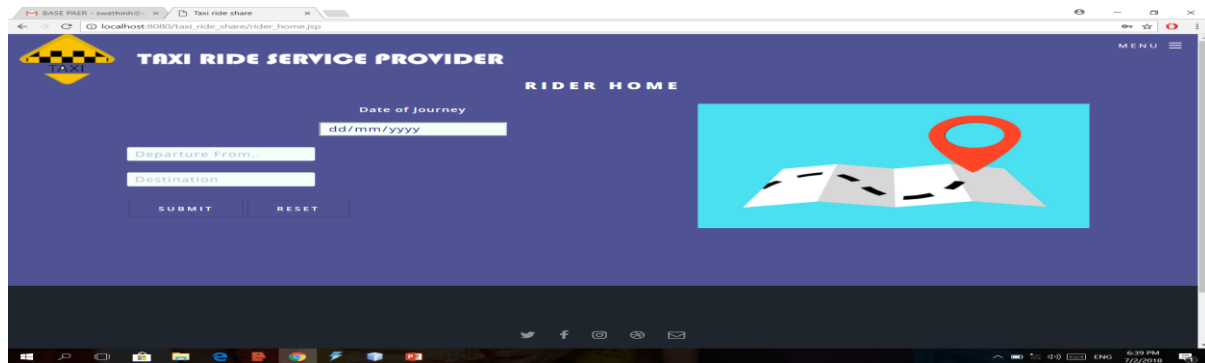 BASE PAER - swathinh@
Taxi ride share
localhost:8080/taxi_ride_share/rider_home.jsp
MENU
TAXI
TAXI RIDE SERVICE PROVIDER
RIDER HOME
Date of Journey
dd/mm/yyyy
Departure From..
Destination
SUBMIT RESET
ENG
6:39 PM
7/2/2018